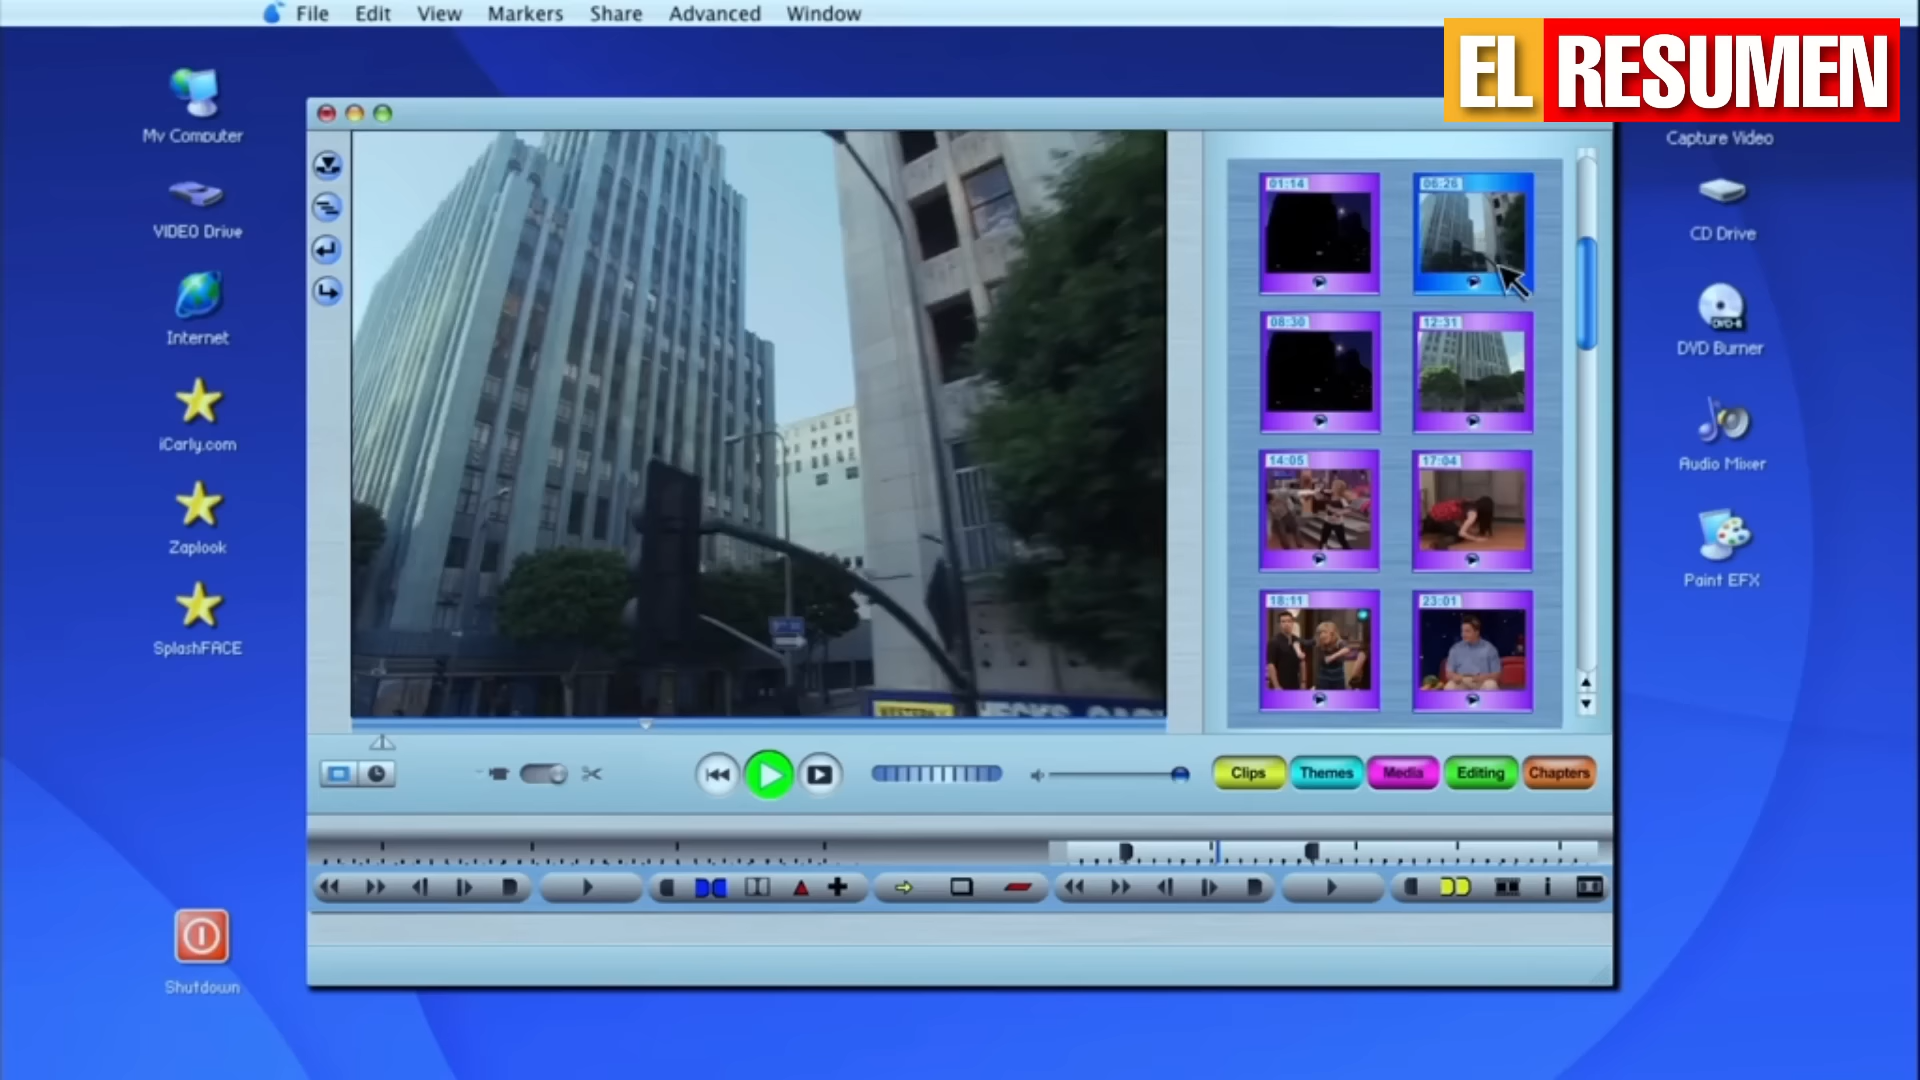 File Edit View Markers Share Advanced Window
EL RESUMEN
My Computer
VIDEO Drive
Internet
iCarly.com
Zaplook
SplashFACE
Shutdown
Capture Video
CD Drive
DVD Burner
Audio Mixer
Paint EFX
01:14
06:26
08:30
12:31
14:05
17:04
18:11
23:01
Clips Themes Media Editing Chapters